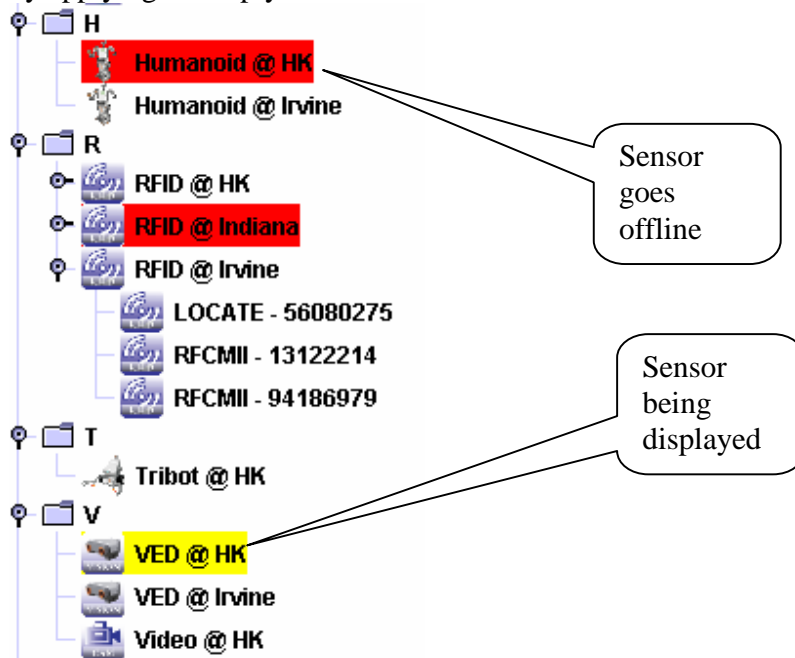 H
Humanoid @ HK
Humanoid @ Irvine
R
RFID @ HK
RFID @ Indiana
RFID @ Irvine
LOCATE - 56080275
RFCMII - 13122214
RFCMII - 94186979
T
Tribot @ HK
V
VED @ HK
VED @ Irvine
Video @ HK
Sensor
goes
offline
Sensor
being
displayed